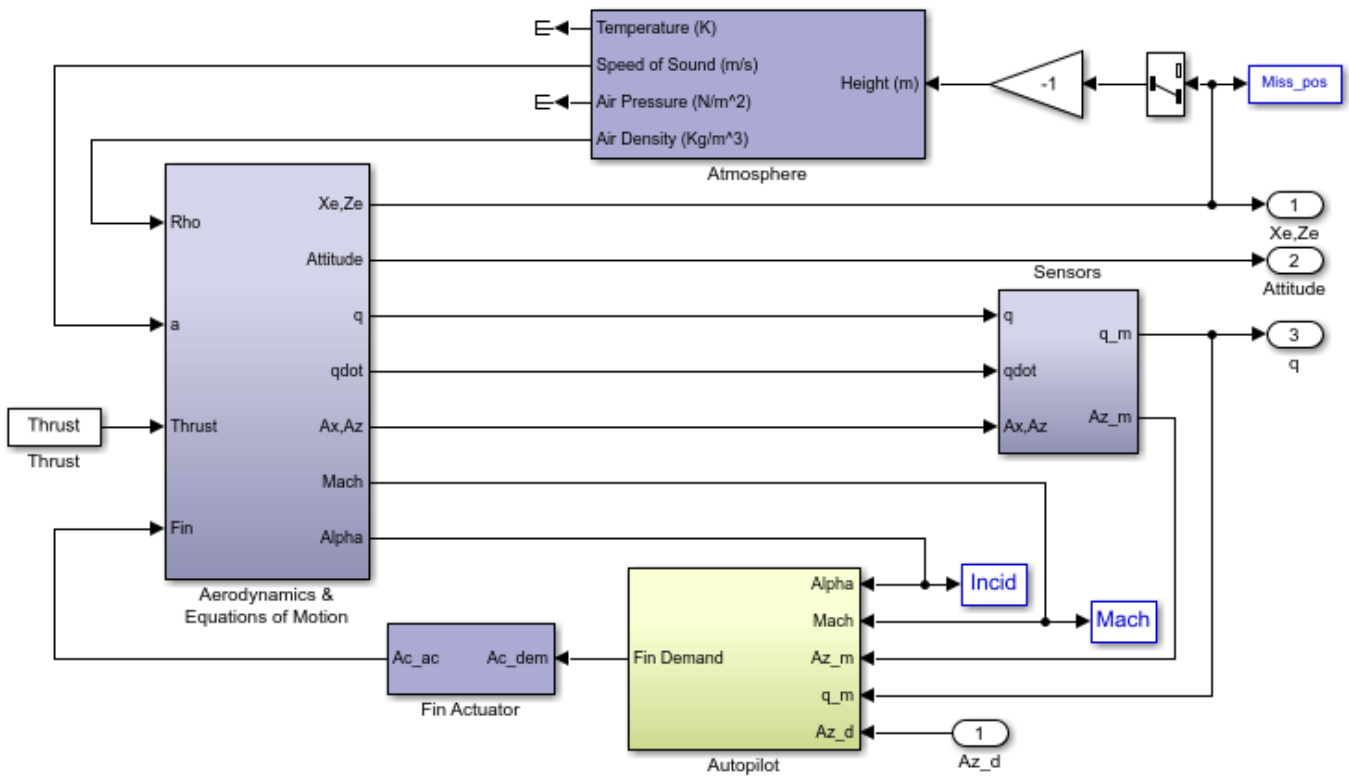 Temperature (K)
Speed of Sound (m/s)
Air Pressure (N/m^2)
Air Density (Kg/m^3)
Height (m)
Atmosphere
-1
Miss_pos
Rho
a
Thrust
Fin
Xe,Ze
Attitude
q
qdot
Ax,Az
Mach
Alpha
Aerodynamics &
Equations of Motion
Thrust
Thrust
1
Xe,Ze
2
Attitude
3
q
Sensors
q
qdot
Ax,Az
q_m
Az_m
Incid
Mach
Alpha
Mach
Az_m
q_m
Az_d
Fin Demand
Autopilot
Ac_ac
Ac_dem
Fin Actuator
1
Az_d